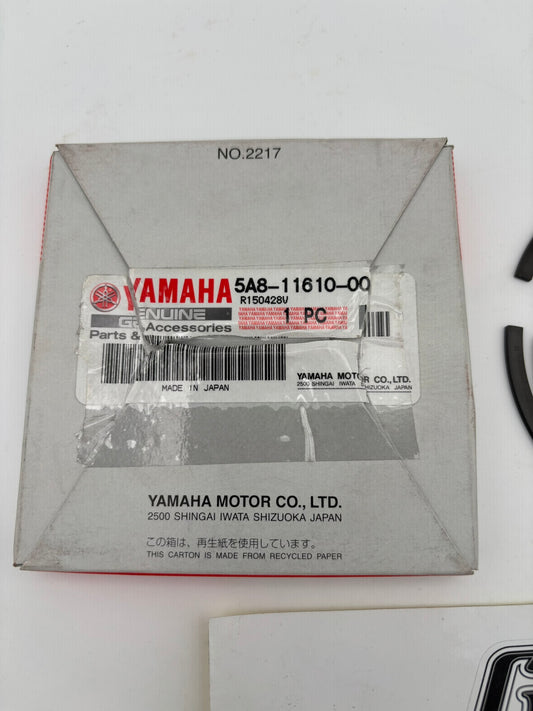 NO.2217
YAMAHA 5A8-11610-00
R150428V
GENUINE
Parts & Accessories
1 PC
MADE IN JAPAN
YAMAHA MOTOR CO., LTD.
2500 SHINGAI IWATA SHIZUOKA JAPAN
YAMAHA MOTOR CO., LTD.
2500 SHINGAI IWATA SHIZUOKA JAPAN
この箱は、再生紙を使用しています。
THIS CARTON IS MADE FROM RECYCLED PAPER